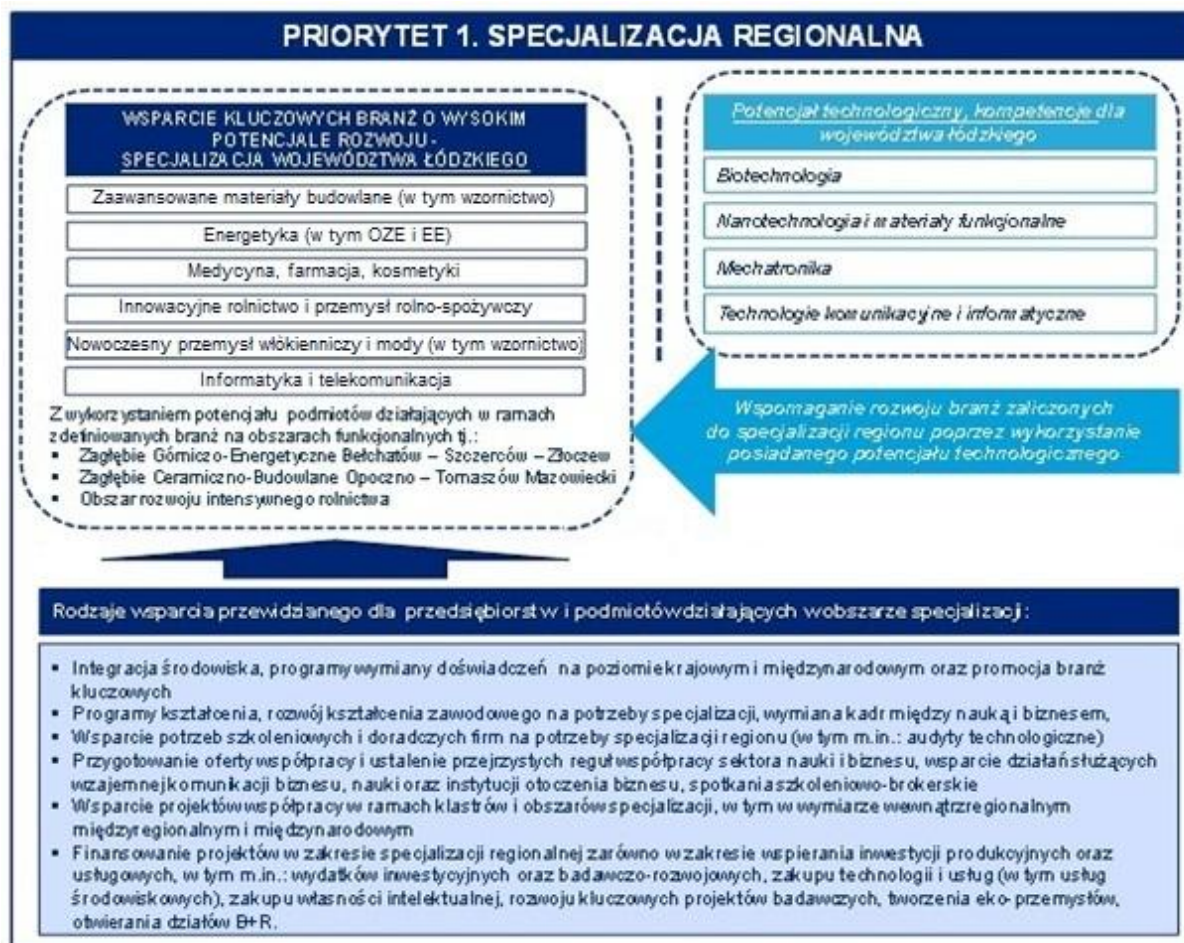 PRIORYTET 1. SPECJALIZACJA REGIONALNA
WSPARCIE KLUCZOWYCH BRANŻ O WYSOKIM
POTENCJALE ROZWOJU -
SPECJALIZACJA WOJEWÓDZTWA ŁÓDZKIEGO
Zaawansowane materiały budowlane (w tym wzornictwo)
Energetyka (w tym OZE i EE)
Medycyna, farmacja, kosmetyki
Innowacyjne rolnictwo i przemysł rolno-spożywczy
Nowoczesny przemysł włókienniczy i mody (w tym wzornictwo)
Informatyka i telekomunikacja
Z wykorzystaniem potencjału podmiotów działających w ramach
zdefiniowanych branż na obszarach funkcjonalnych tj.:
▪ Zagłębie Górniczo-Energetyczne Bełchatów – Szczerców – Złoczew
▪ Zagłębie Ceramiczno-Budowlane Opoczno – Tomaszów Mazowiecki
▪ Obszar rozwoju intensywnego rolnictwa
Potencjał technologiczny, kompetencje dla
województwa łódzkiego
Biotechnologia
Nanotechnologia i materiały funkcjonalne
Mechatronika
Technologie komunikacyjne i informatyczne
Wspomaganie rozwoju branż zaliczonych
do specjalizacji regionu poprzez wykorzystanie
posiadanego potencjału technologicznego
Rodzaje wsparcia przewidzianego dla przedsiębiorstw i podmiotów działających w obszarze specjalizacji:
▪ Integracja środowiska, programy wymiany doświadczeń na poziomie krajowym i międzynarodowym oraz promocja branż
kluczowych
▪ Programy kształcenia, rozwój kształcenia zawodowego na potrzeby specjalizacji, wymiana kadr między nauką i biznesem,
▪ Wsparcie potrzeb szkoleniowych i doradczych firm na potrzeby specjalizacji regionu (w tym m.in.: audyty technologiczne)
▪ Przygotowanie oferty współpracy i ustalenie przejrzystych reguł współpracy sektora nauki i biznesu, wsparcie działań służących
wzajemnej komunikacji biznesu, nauki oraz instytucji otoczenia biznesu, spotkania szkoleniowo-brokerskie
▪ Wsparcie projektów współpracy w ramach klastrów i obszarów specjalizacji, w tym w wymiarze wewnątrzregionalnym
międzyregionalnym i międzynarodowym
▪ Finansowanie projektów w zakresie specjalizacji regionalnej zarówno w zakresie wspierania inwestycji produkcyjnych oraz
usługowych, w tym m.in.: wydatków inwestycyjnych oraz badawczo-rozwojowych, zakupu technologii i usług (w tym usług
środowiskowych), zakupu własności intelektualnej, rozwoju kluczowych projektów badawczych, tworzenia eko-przemysłów,
otwierania działów B+R.